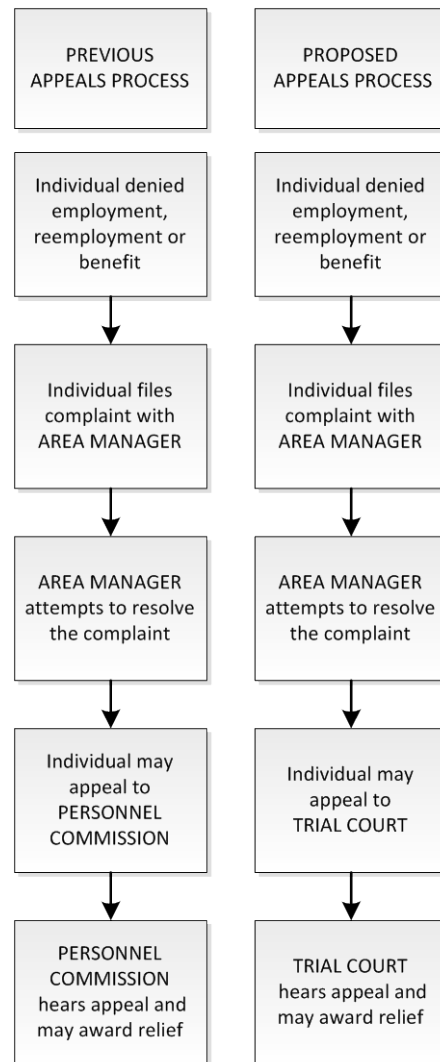 PREVIOUS
APPEALS PROCESS
Individual denied
employment,
reemployment or
benefit
Individual files
complaint with
AREA MANAGER
AREA MANAGER
attempts to resolve
the complaint
Individual may
appeal to
PERSONNEL
COMMISSION
PERSONNEL
COMMISSION
hears appeal and
may award relief
PROPOSED
APPEALS PROCESS
Individual denied
employment,
reemployment or
benefit
Individual files
complaint with
AREA MANAGER
AREA MANAGER
attempts to resolve
the complaint
Individual may
appeal to
TRIAL COURT
TRIAL COURT
hears appeal and
may award relief